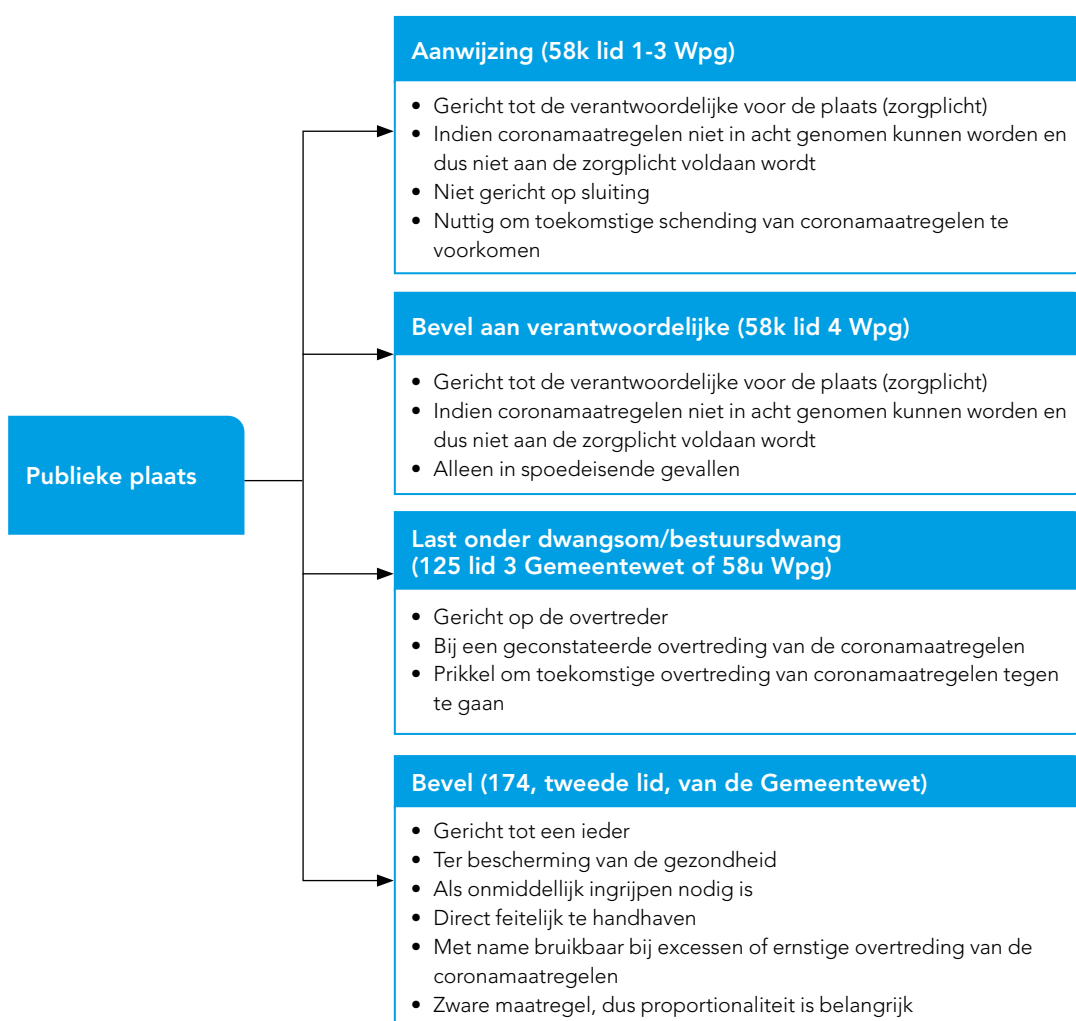 Aanwijzing (58k lid 1-3 Wpg)
• Gericht tot de verantwoordelijke voor de plaats (zorgplicht)
• Indien coronamaatregelen niet in acht genomen kunnen worden en
dus niet aan de zorgplicht voldaan wordt
• Niet gericht op sluiting
• Nuttig om toekomstige schending van coronamaatregelen te
voorkomen
Bevel aan verantwoordelijke (58k lid 4 Wpg)
• Gericht tot de verantwoordelijke voor de plaats (zorgplicht)
• Indien coronamaatregelen niet in acht genomen kunnen worden en
dus niet aan de zorgplicht voldaan wordt
• Alleen in spoedeisende gevallen
Publieke plaats
Last onder dwangsom/bestuursdwang
(125 lid 3 Gemeentewet of 58u Wpg)
• Gericht op de overtreder
• Bij een geconstateerde overtreding van de coronamaatregelen
• Prikkel om toekomstige overtreding van coronamaatregelen tegen
te gaan
Bevel (174, tweede lid, van de Gemeentewet)
• Gericht tot een ieder
• Ter bescherming van de gezondheid
• Als onmiddellijk ingrijpen nodig is
• Direct feitelijk te handhaven
• Met name bruikbaar bij excessen of ernstige overtreding van de
coronamaatregelen
• Zware maatregel, dus proportionaliteit is belangrijk